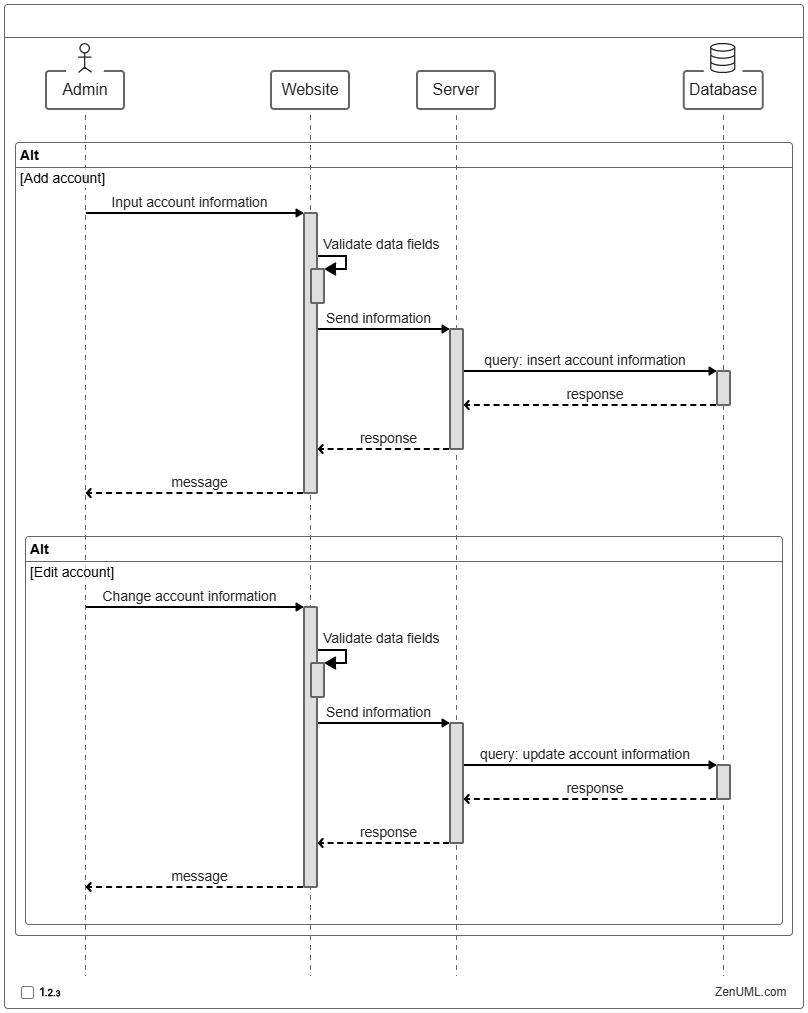 Admin
Website
Server
Database
Alt
[Add account]
Input account information
Validate data fields
Send information
query: insert account information
response
response
message
Alt
[Edit account]
Change account information
Validate data fields
Send information
query: update account information
response
response
message
1.2.3
ZenUML.com